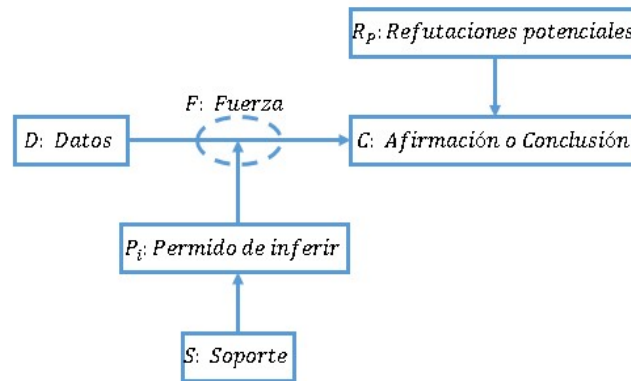 R_P: Refutaciones potenciales
F: Fuerza
D: Datos
C: Afirmación o Conclusión
P_i: Permido de inferir
S: Soporte